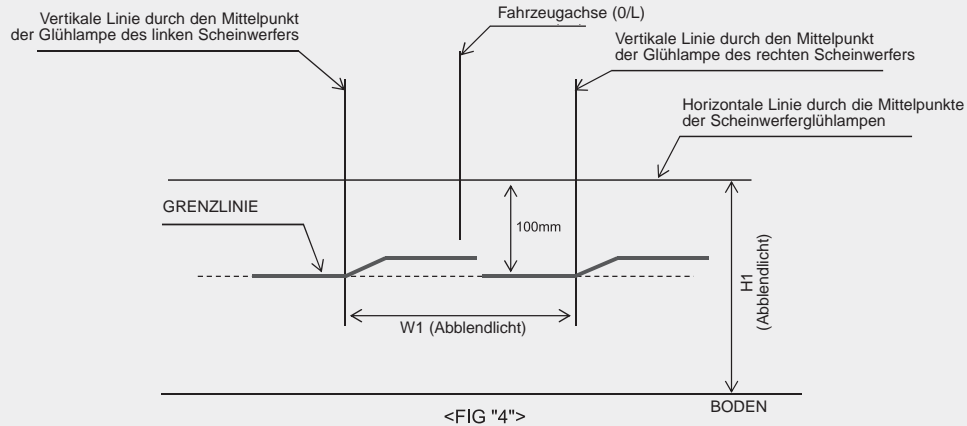 Vertikale Linie durch den Mittelpunkt
der Glühlampe des linken Scheinwerfers
Fahrzeugachse (0/L)
Vertikale Linie durch den Mittelpunkt
der Glühlampe des rechten Scheinwerfers
Horizontale Linie durch die Mittelpunkte
der Scheinwerferglühlampen
GRENZLINIE
100mm
H1
(Abblendlicht)
W1 (Abblendlicht)
BODEN
<FIG "4">